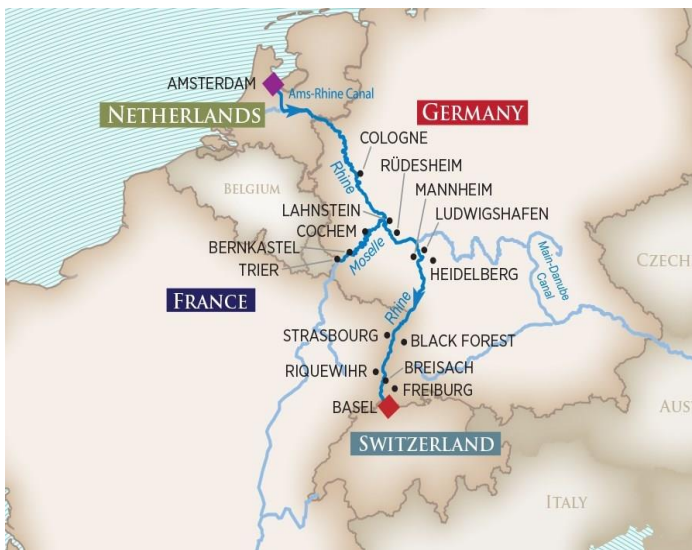 AMSTERDAM
Ams-Rhine Canal
NETHERLANDS
GERMANY
COLOGNE
Rhine
RÜDESHEIM
MANNHEIM
BELGIUM
LAHNSTEIN
LUDWIGSHAFEN
COCHEM
BERNKASTEL
Moselle
TRIER
HEIDELBERG
Main-Danube
Canal
CZECH
FRANCE
Rhine
STRASBOURG
BLACK FOREST
RIQUEWIHR
BREISACH
FREIBURG
BASEL
AUS
SWITZERLAND
ITALY